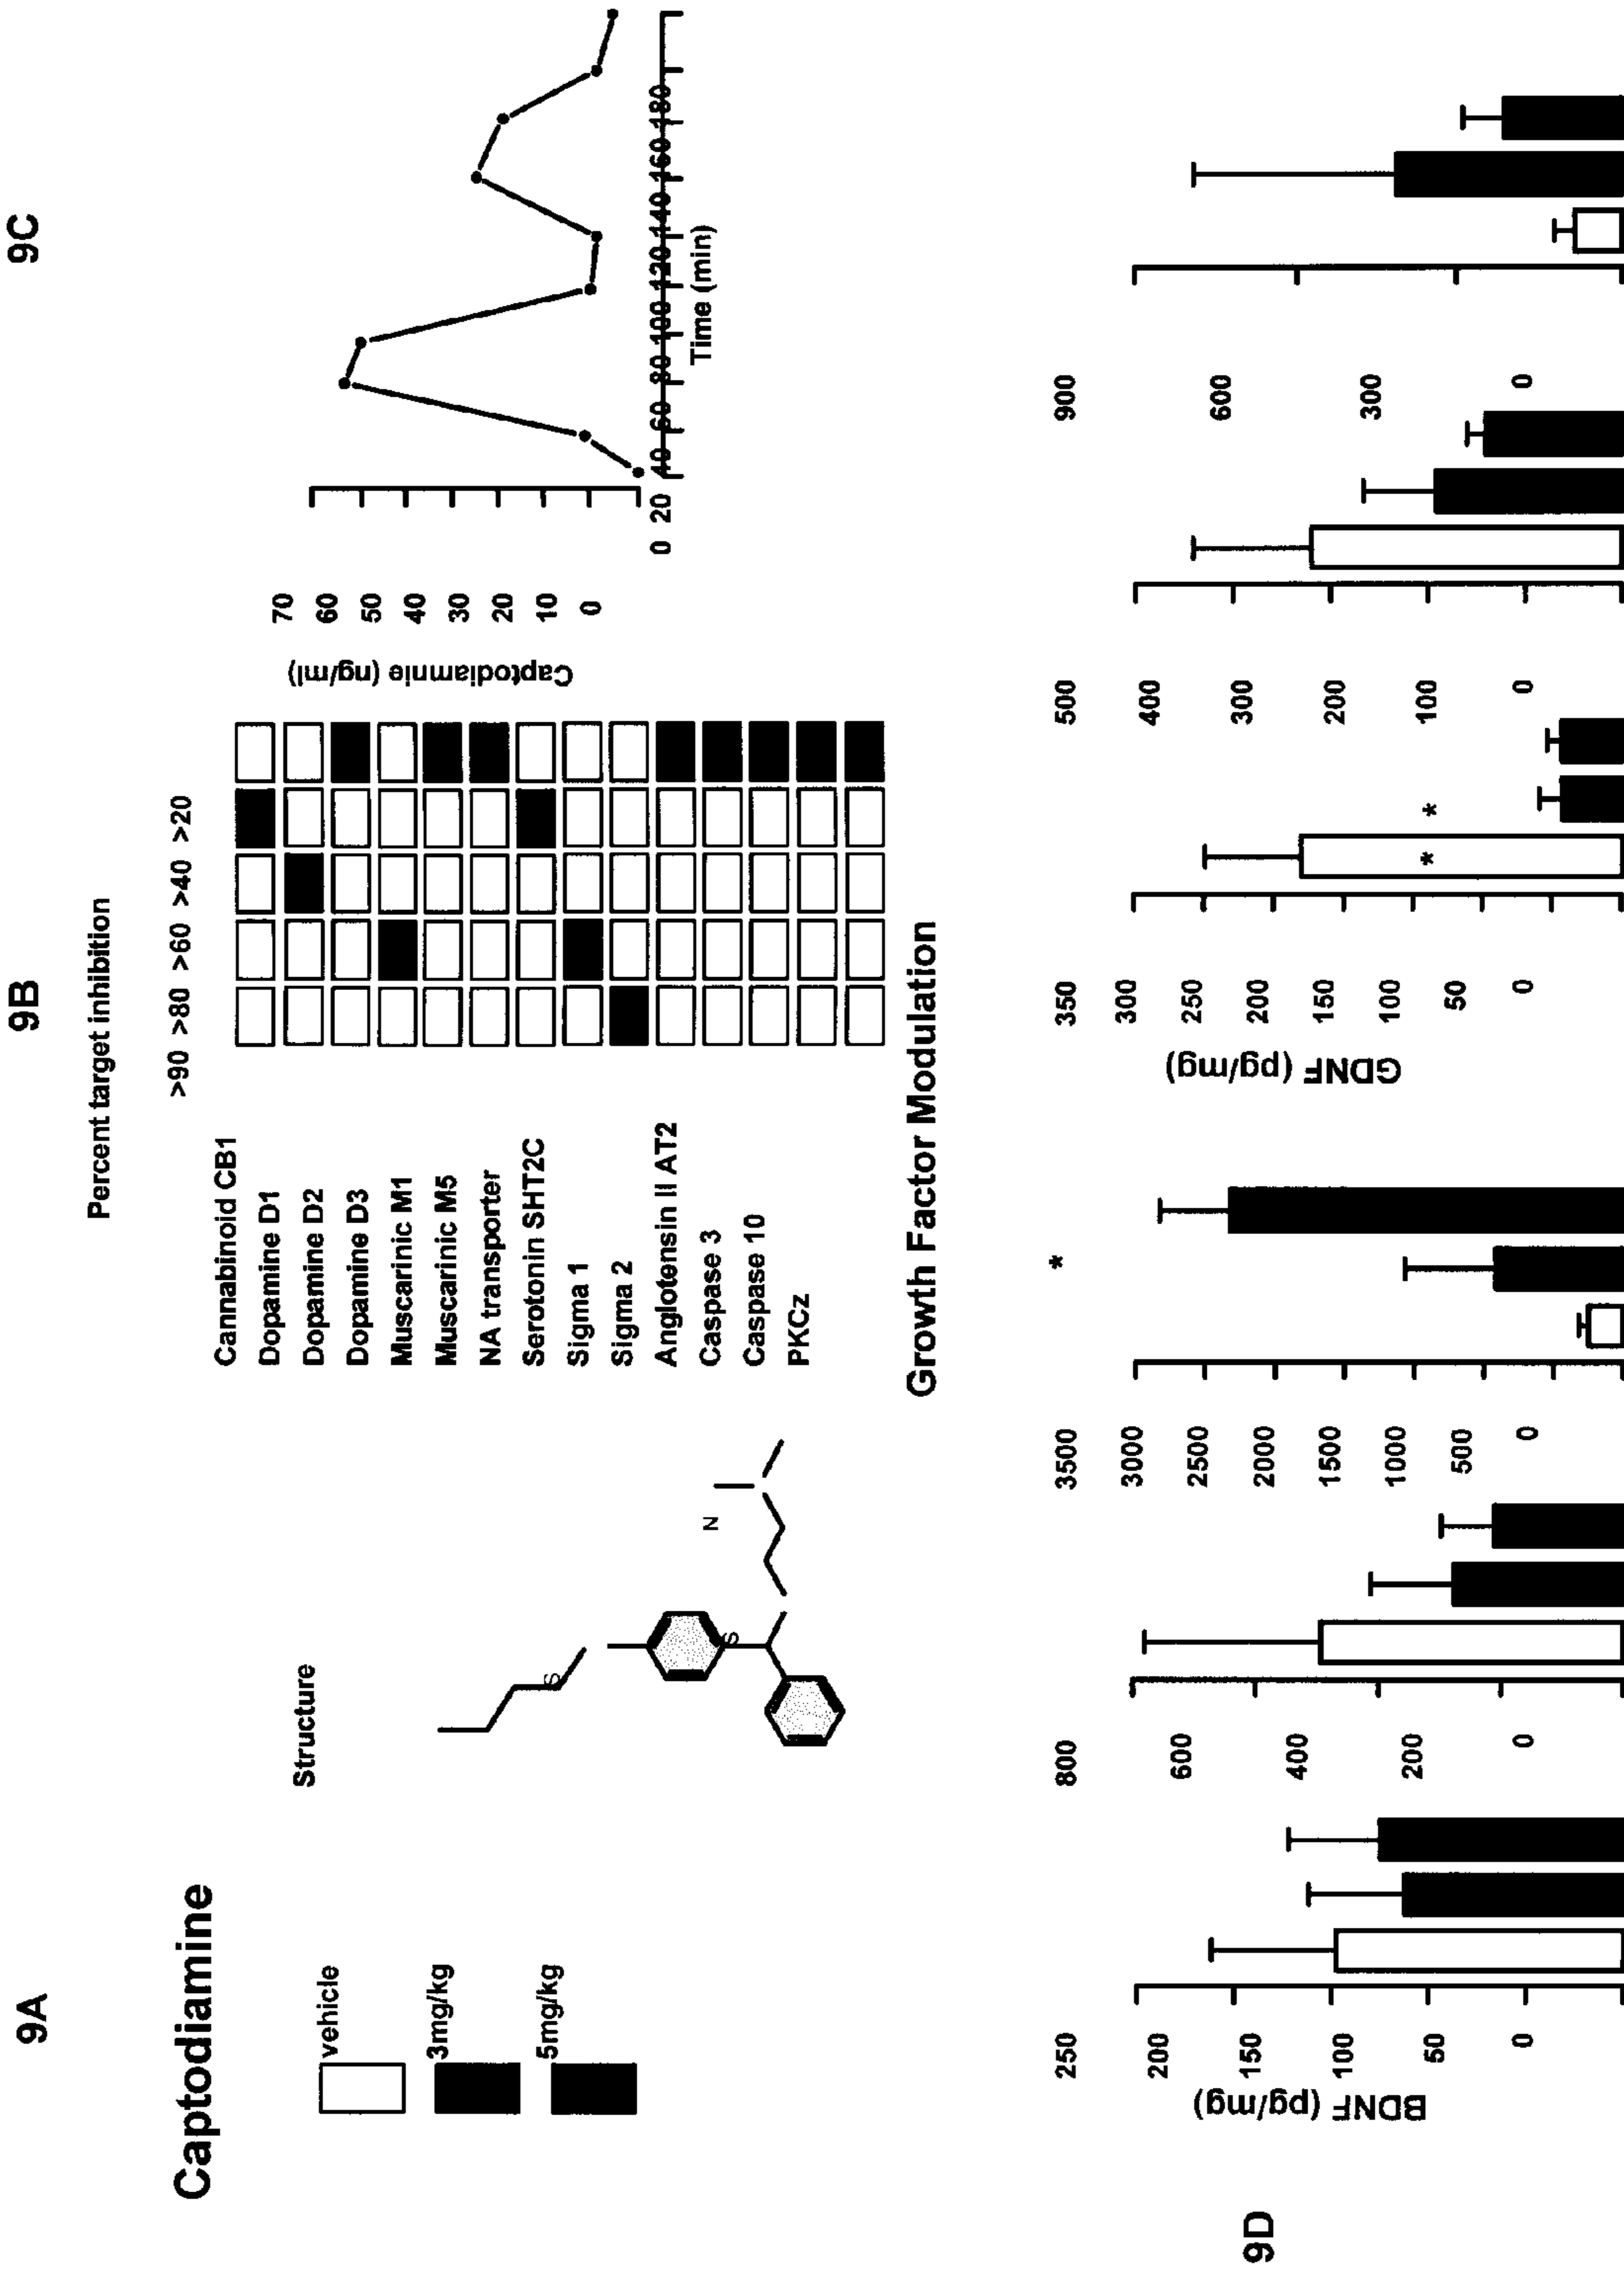 9A
9B
9C
Captodiamine
vehicle
3mg/kg
5mg/kg
Structure
S
S
N
Percent target inhibition
>90 >80 >60 >40 >20
Cannabinoid CB1
Dopamine D1
Dopamine D2
Dopamine D3
Muscarinic M1
Muscarinic M5
NA transporter
Serotonin SHT2C
Sigma 1
Sigma 2
Anglotensin II AT2
Caspase 3
Caspase 10
PKCz
Captodiamnie (ng/ml)
70
60
50
40
30
20
10
0
0 20 40 60 80 100 120 140 160 180
Time (min)
Growth Factor Modulation
9D
BDNF (pg/mg)
250
200
150
100
50
0
800
600
400
200
0
3500
3000
2500
2000
1500
1000
500
0
*
GDNF (pg/mg)
350
300
250
200
150
100
50
0
* *
500
400
300
200
100
0
900
600
300
0